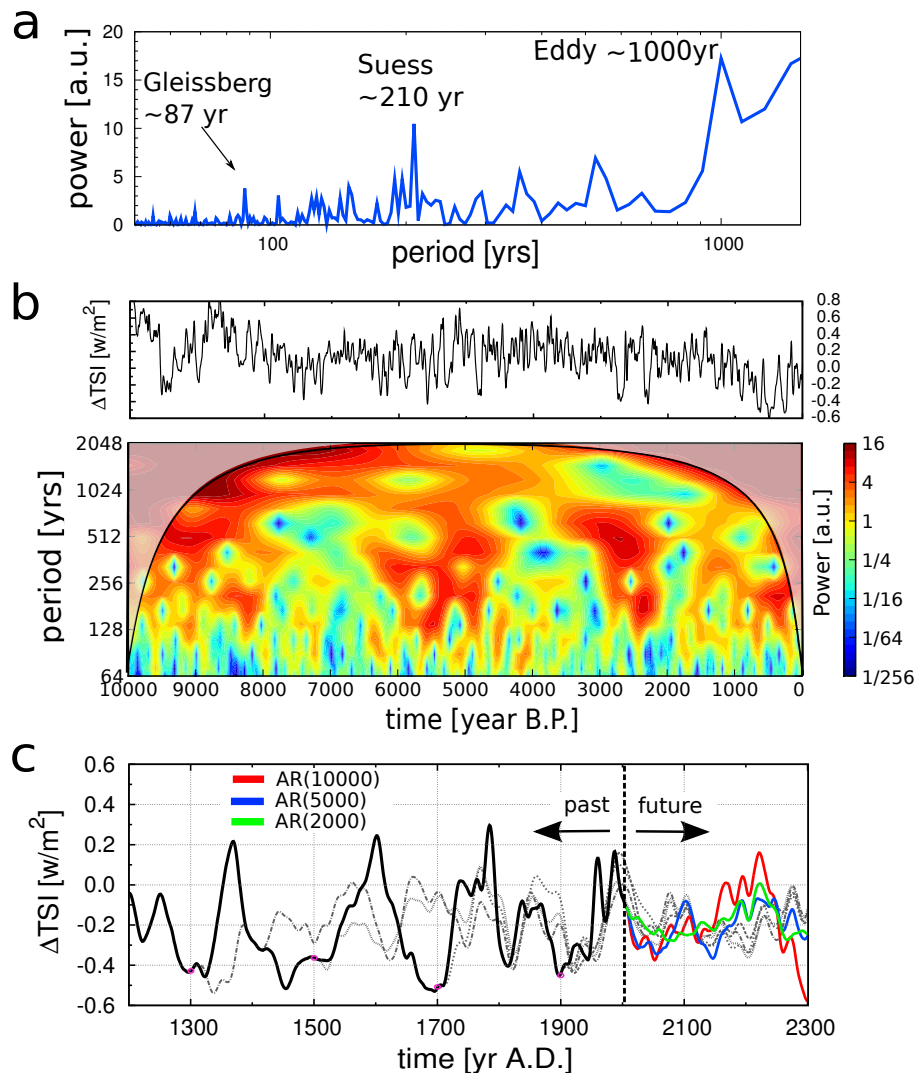 a
power [a.u.]
20
15
10
5
0
Gleissberg
~87 yr
Suess
~210 yr
Eddy ~1000yr
100
1000
period [yrs]
b
ΔTSI [w/m²]
0.8
0.6
0.4
0.2
0.0
-0.2
-0.4
-0.6
period [yrs]
2048
1024
512
256
128
64
10000 9000 8000 7000 6000 5000 4000 3000 2000 1000 0
time [year B.P.]
Power [a.u.]
16
4
1
1/4
1/16
1/64
1/256
c
ΔTSI [w/m²]
0.6
0.4
0.2
0.0
-0.2
-0.4
-0.6
AR(10000)
AR(5000)
AR(2000)
past
future
1300 1500 1700 1900 2100 2300
time [yr A.D.]